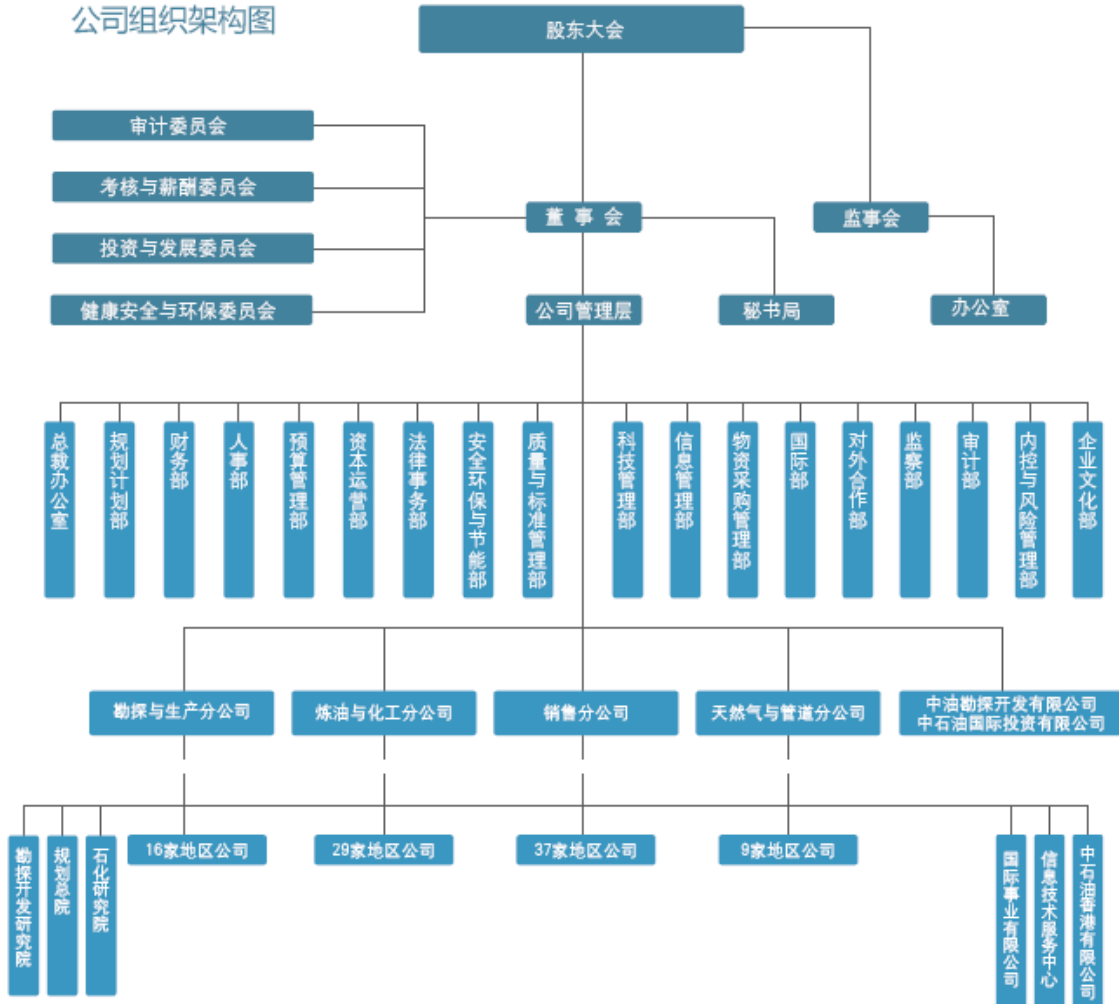 公司组织架构图
股东大会
审计委员会
考核与薪酬委员会
董事会
监事会
投资与发展委员会
健康安全与环保委员会
公司管理层
秘书局
办公室
总裁办公室
规划计划部
财务部
人事部
预算管理部
资本运营部
法律事务部
安全环保与节能部
质量与标准管理部
科技管理部
信息管理部
物资采购管理部
国际部
对外合作部
监察部
审计部
内控与风险管理部
企业文化部
勘探与生产分公司
炼油与化工分公司
销售分公司
天然气与管道分公司
中油勘探开发有限公司
中石油国际投资有限公司
勘探开发研究院
规划总院
石化研究院
16家地区公司
29家地区公司
37家地区公司
9家地区公司
国际事业有限公司
信息技术服务中心
中石油香港有限公司